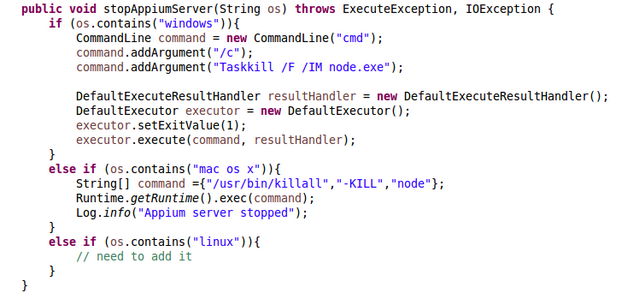 public void stopAppiumServer(String os) throws ExecuteException, IOException {
    if (os.contains("windows")){
        CommandLine command = new CommandLine("cmd");
        command.addArgument("/c");
        command.addArgument("Taskkill /F /IM node.exe");

        DefaultExecuteResultHandler resultHandler = new DefaultExecuteResultHandler();
        DefaultExecutor executor = new DefaultExecutor();
        executor.setExitValue(1);
        executor.execute(command, resultHandler);
    }
    else if (os.contains("mac os x")){
        String[] command ={"/usr/bin/killall","-KILL","node"};
        Runtime.getRuntime().exec(command);
        Log.info("Appium server stopped");
    }
    else if (os.contains("linux")){
        // need to add it
    }
}